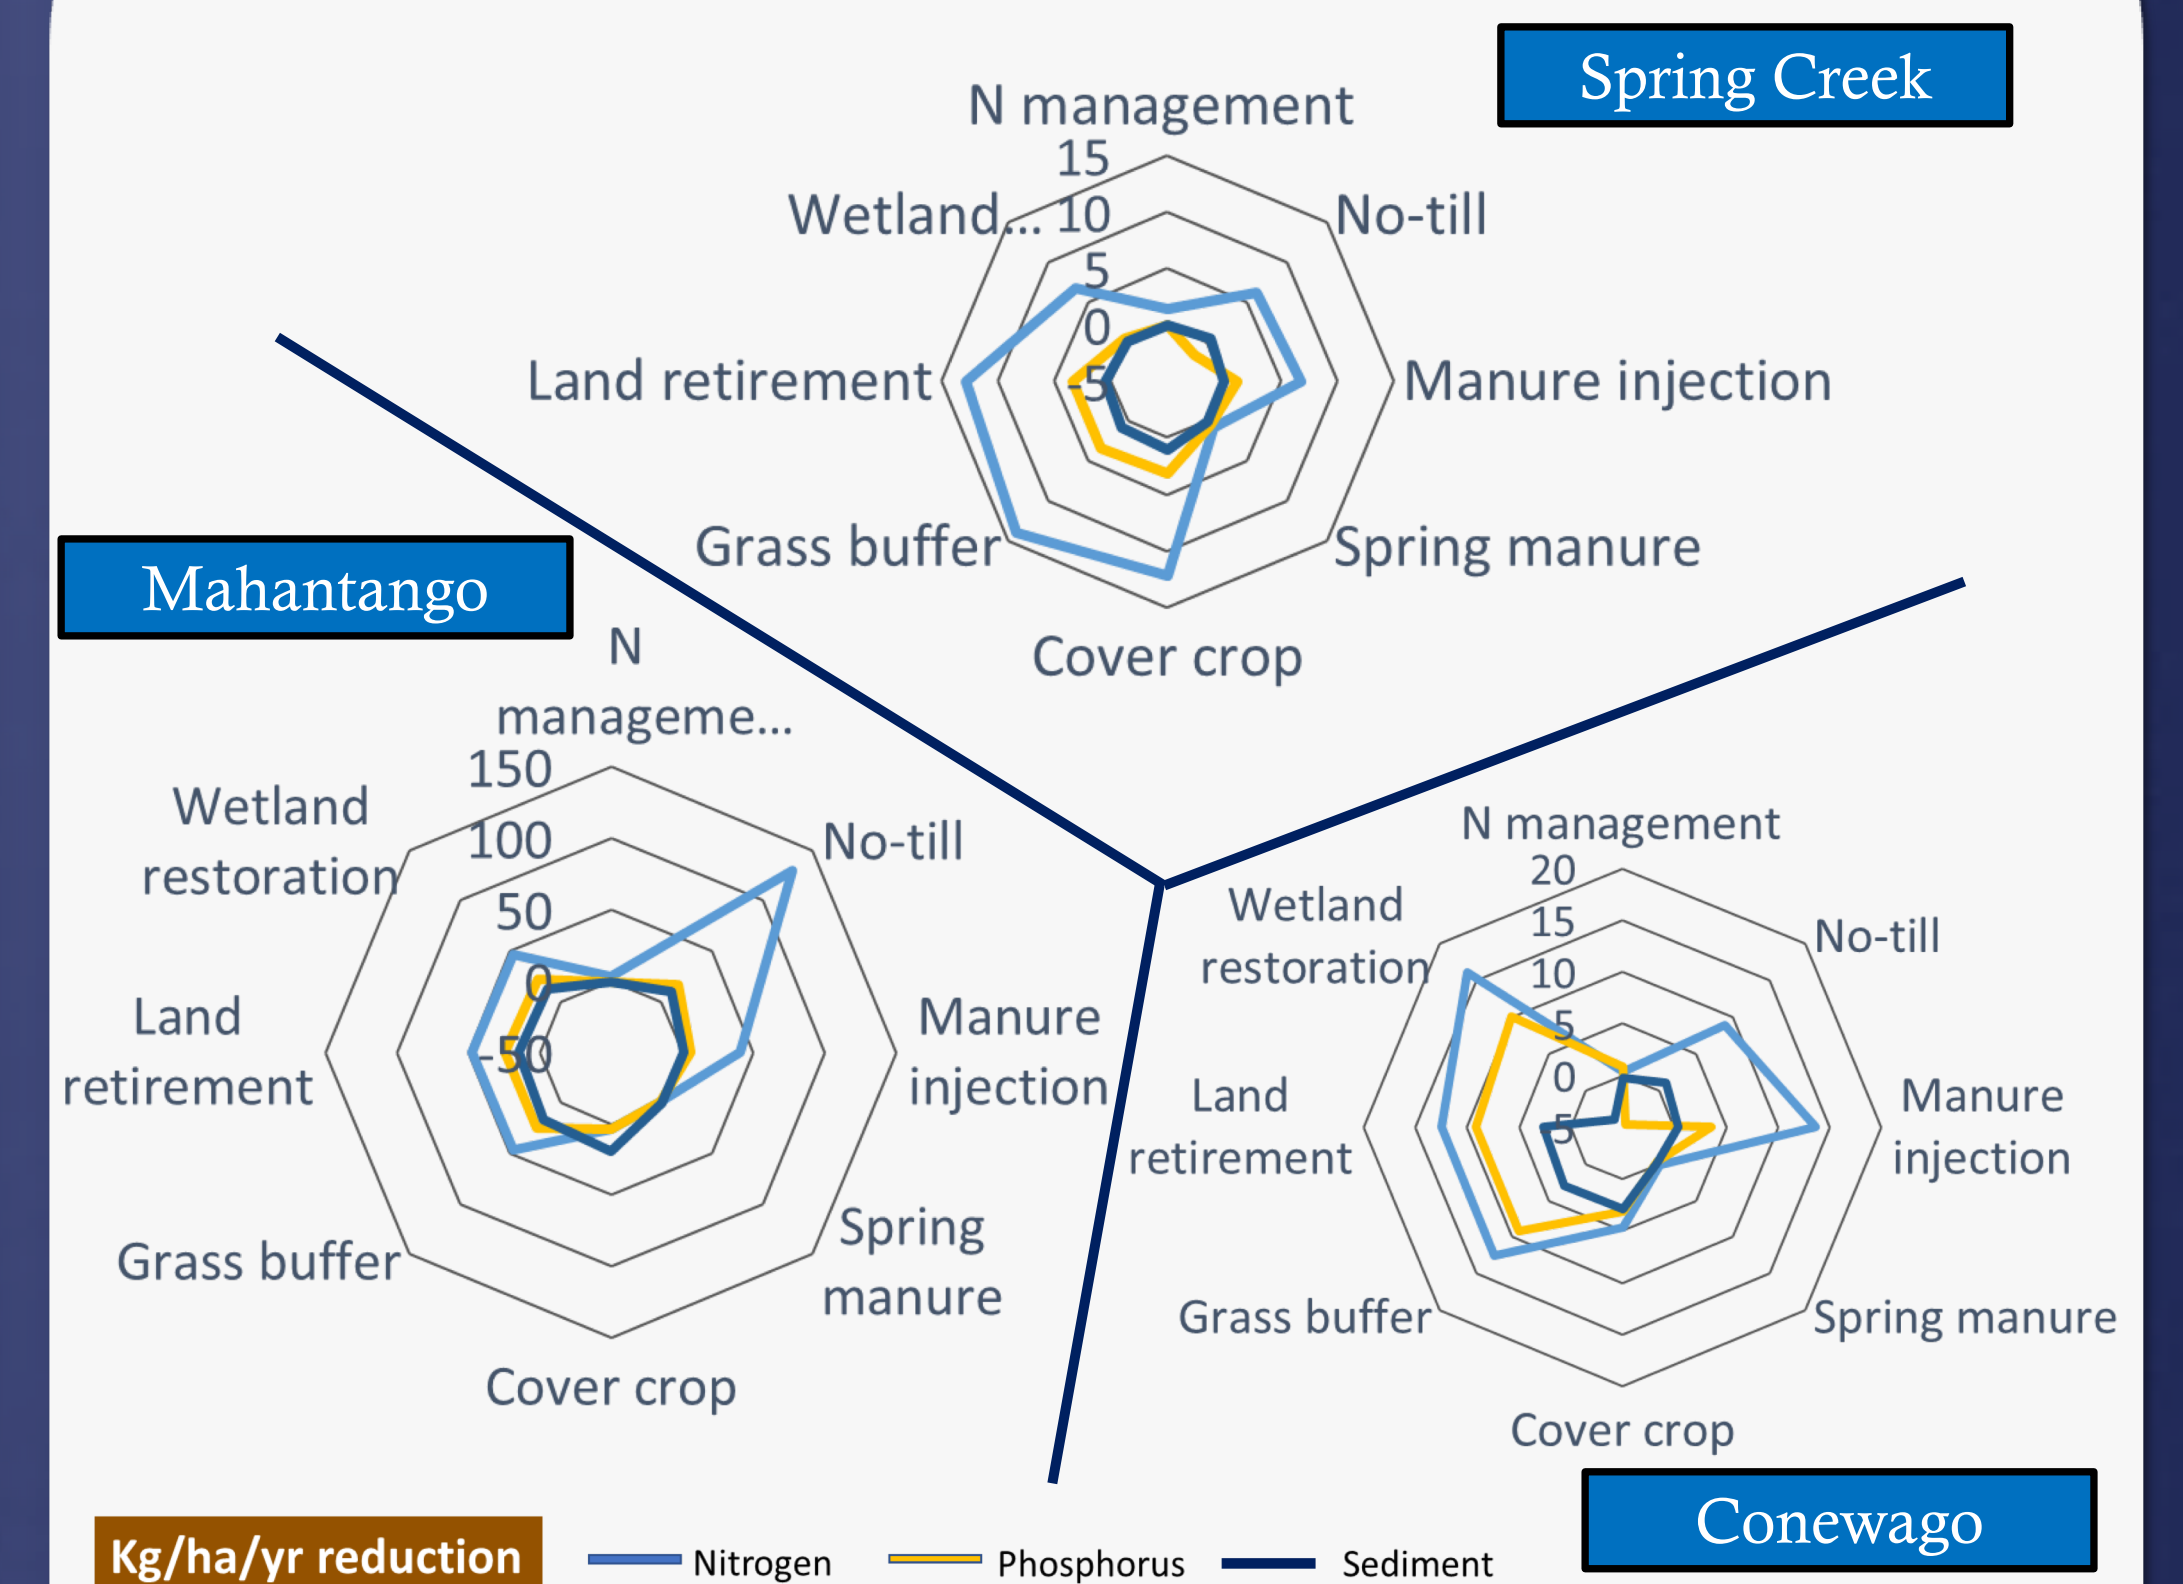 Spring Creek
N management
15
Wetland...
10
No-till
5
0
Land retirement
-5
Manure injection
Grass buffer
Spring manure
Cover crop
Mahantango
N
manageme...
150
Wetland
restoration
100
No-till
50
0
Land
retirement
-50
Manure
injection
Grass buffer
Spring
manure
Cover crop
N management
20
Wetland
restoration
15
No-till
10
5
0
Land
retirement
-5
Manure
injection
Grass buffer
Spring manure
Cover crop
Conewago
Kg/ha/yr reduction
Nitrogen
Phosphorus
Sediment